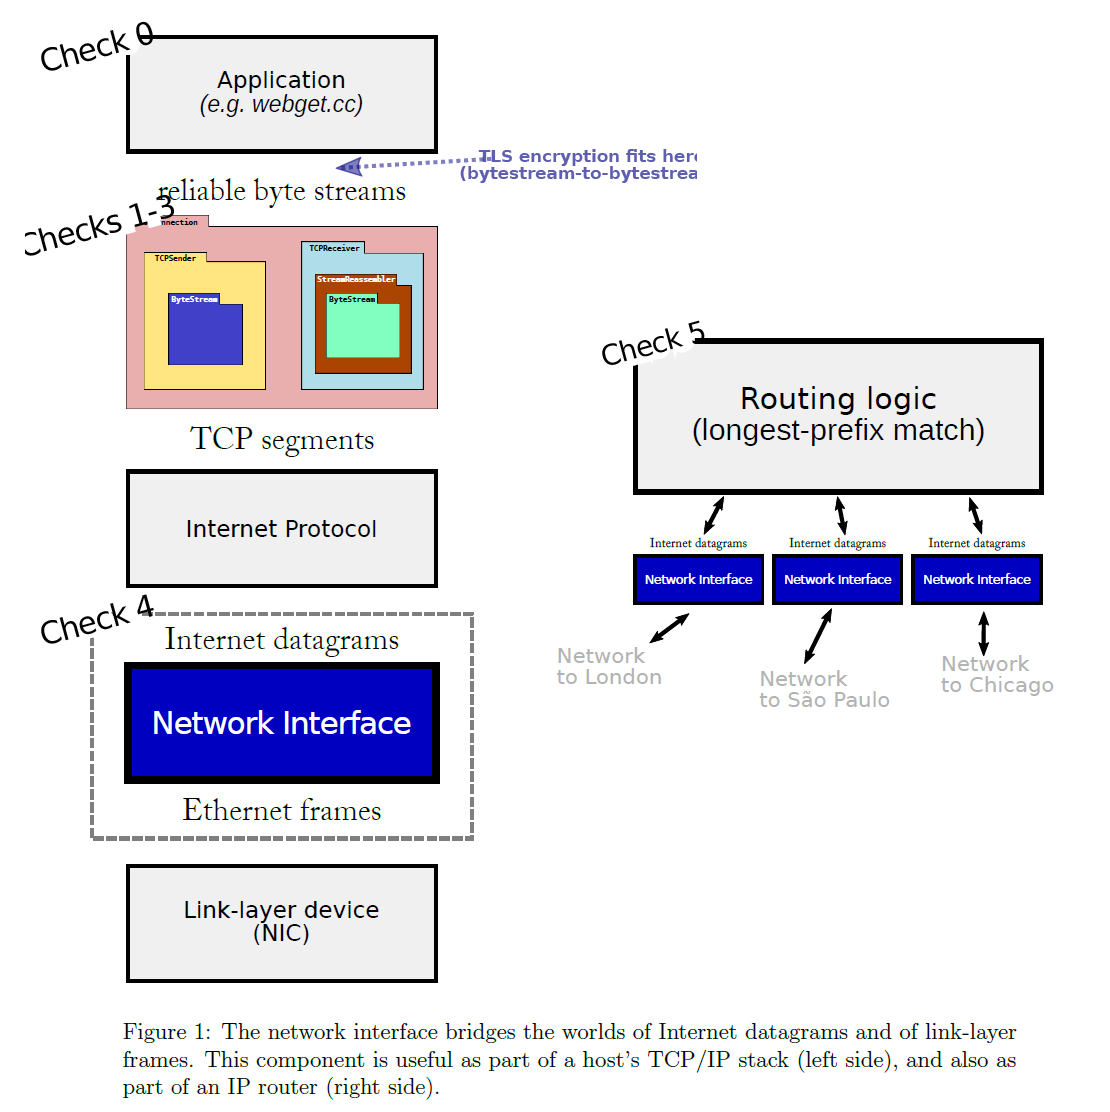 Check 0
Application
(e.g. webget.cc)
TLS encryption fits here
(bytestream-to-bytestrea
reliable byte streams
Checks 1-3
nnection
TCPSender
ByteStream
TCPReceiver
StreamReassembler
ByteStream
TCP segments
Internet Protocol
Check 4
Internet datagrams
Network Interface
Ethernet frames
Link-layer device
(NIC)
Check 5
Routing logic
(longest-prefix match)
Internet datagrams
Internet datagrams
Internet datagrams
Network Interface
Network Interface
Network Interface
Network
to London
Network
to São Paulo
Network
to Chicago
Figure 1: The network interface bridges the worlds of Internet datagrams and of link-layer
frames. This component is useful as part of a host's TCP/IP stack (left side), and also as
part of an IP router (right side).